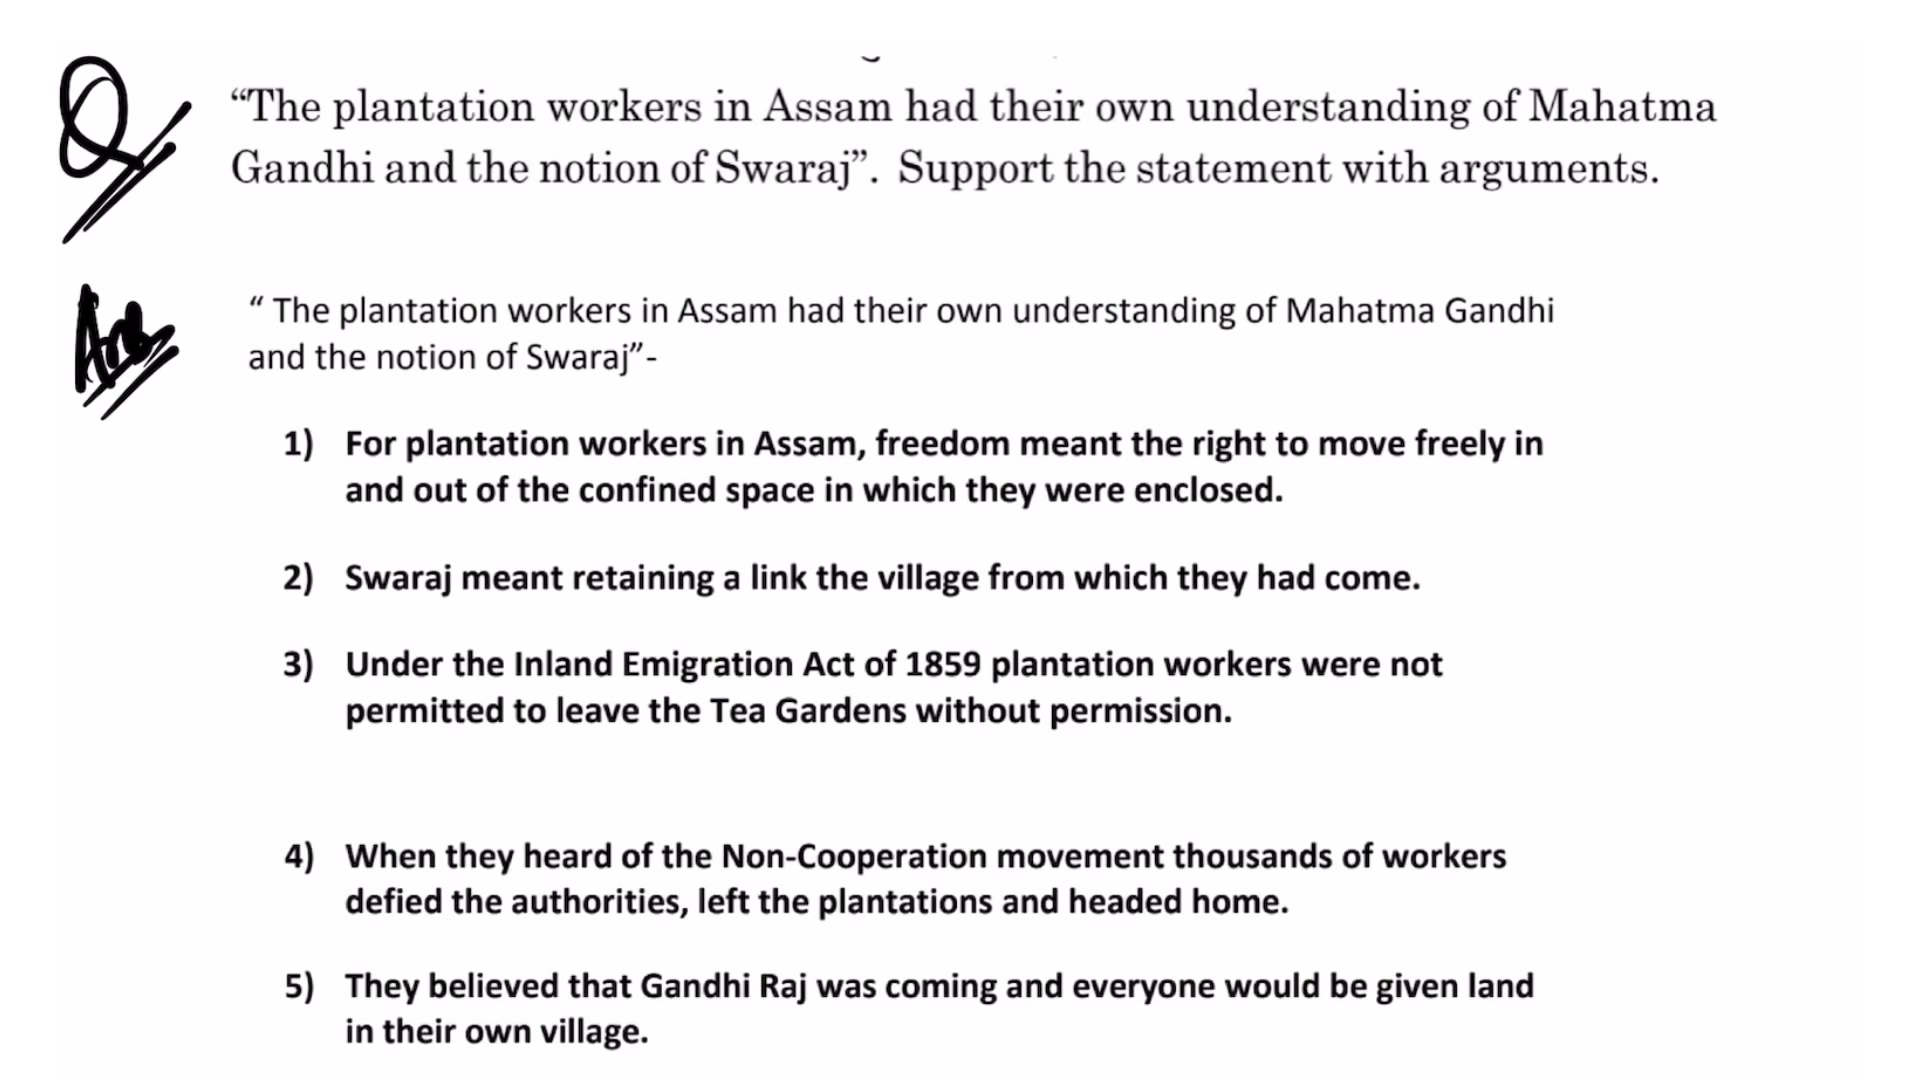 Q
“The plantation workers in Assam had their own understanding of Mahatma
Gandhi and the notion of Swaraj”. Support the statement with arguments.
Ans
“ The plantation workers in Assam had their own understanding of Mahatma Gandhi
and the notion of Swaraj”-
1) For plantation workers in Assam, freedom meant the right to move freely in
and out of the confined space in which they were enclosed.
2) Swaraj meant retaining a link the village from which they had come.
3) Under the Inland Emigration Act of 1859 plantation workers were not
permitted to leave the Tea Gardens without permission.
4) When they heard of the Non-Cooperation movement thousands of workers
defied the authorities, left the plantations and headed home.
5) They believed that Gandhi Raj was coming and everyone would be given land
in their own village.